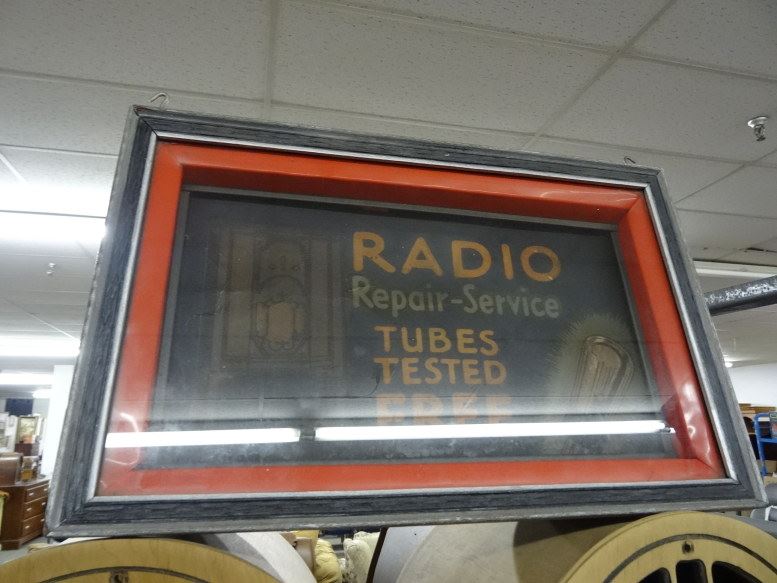 RADIO
Repair-Service
TUBES
TESTED
FREE